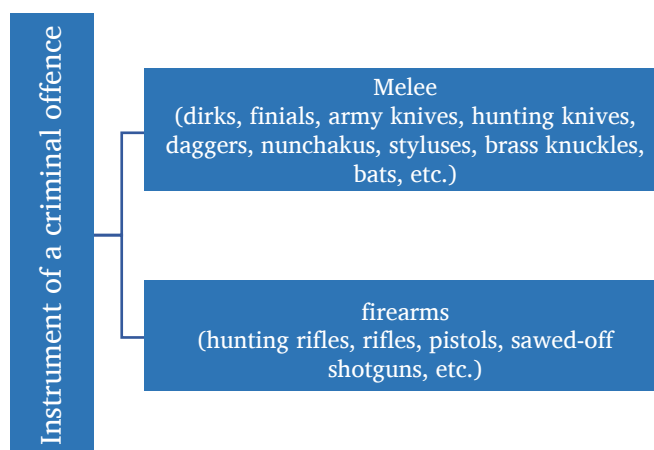 Instrument of a criminal offence
Melee
(dirks, finials, army knives, hunting knives,
daggers, nunchakus, styluses, brass knuckles,
bats, etc.)
firearms
(hunting rifles, rifles, pistols, sawed-off
shotguns, etc.)